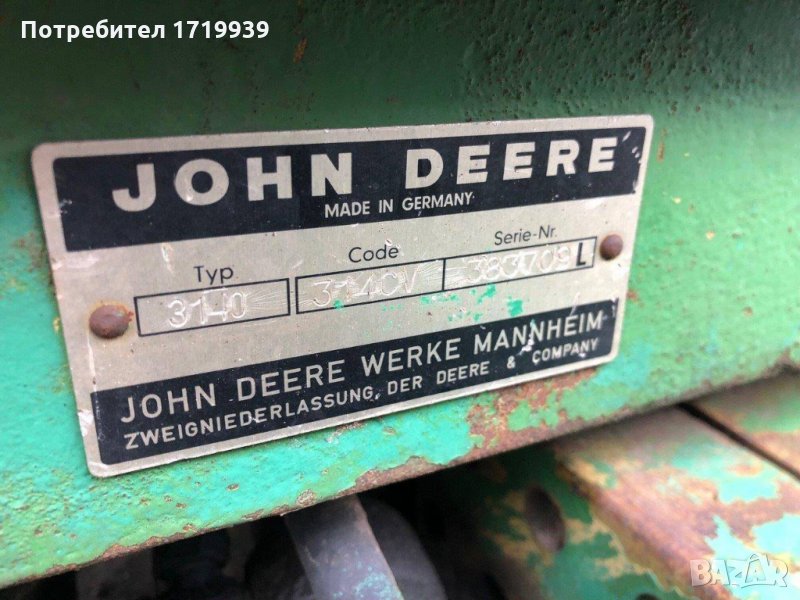 Потребител 1719939
JOHN DEERE
MADE IN GERMANY
Typ Code Serie-Nr.
3140 3140V 383709 L
JOHN DEERE WERKE MANNHEIM
ZWEIGNIEDERLASSUNG DER DEERE & COMPANY
BAZAR